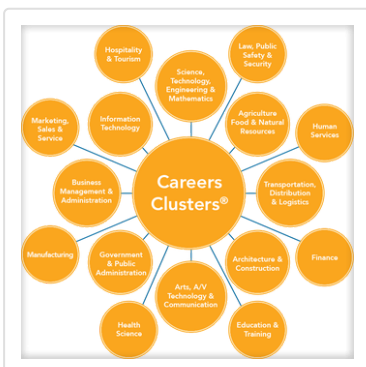 Hospitality
& Tourism
Law, Public
Safety &
Security
Science,
Technology,
Engineering &
Mathematics
Marketing,
Sales &
Service
Information
Technology
Agriculture
Food & Natural
Resources
Human
Services
Business
Management &
Administration
Careers
Clusters®
Transportation,
Distribution
& Logistics
Manufacturing
Government
& Public
Administration
Architecture &
Construction
Finance
Arts, A/V
Technology &
Communication
Health
Science
Education &
Training